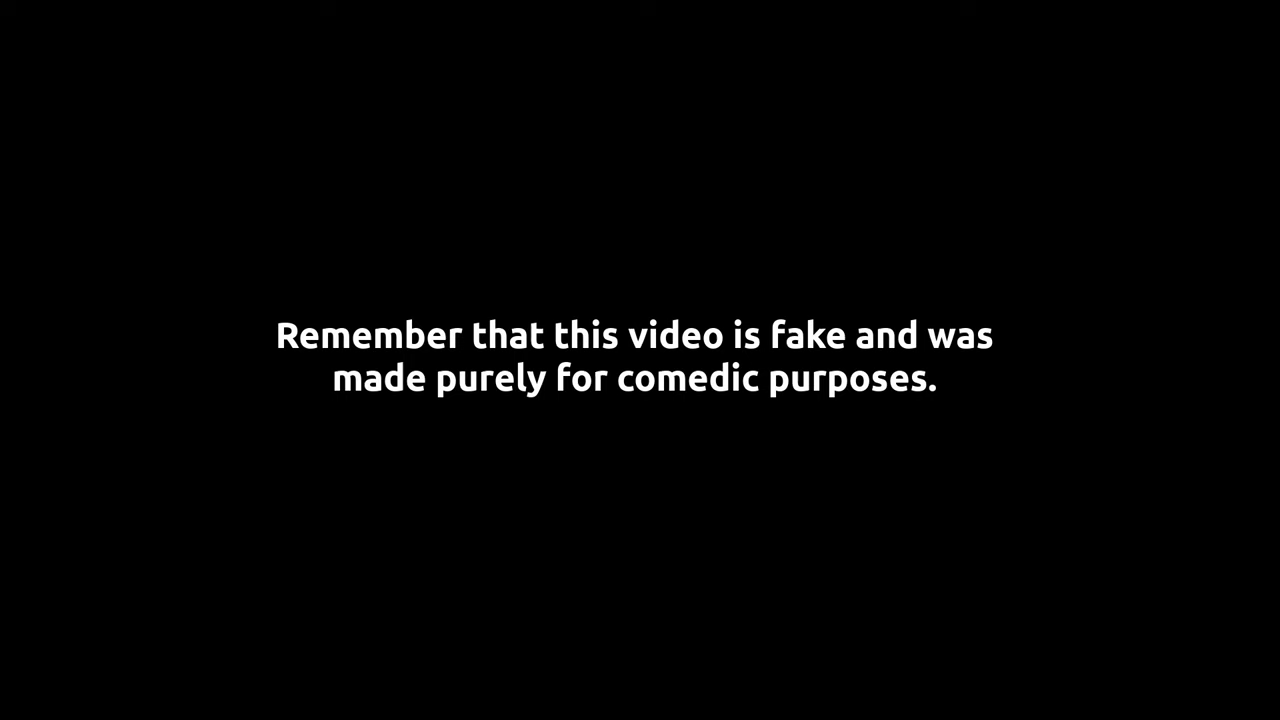 Remember that this video is fake and was
made purely for comedic purposes.